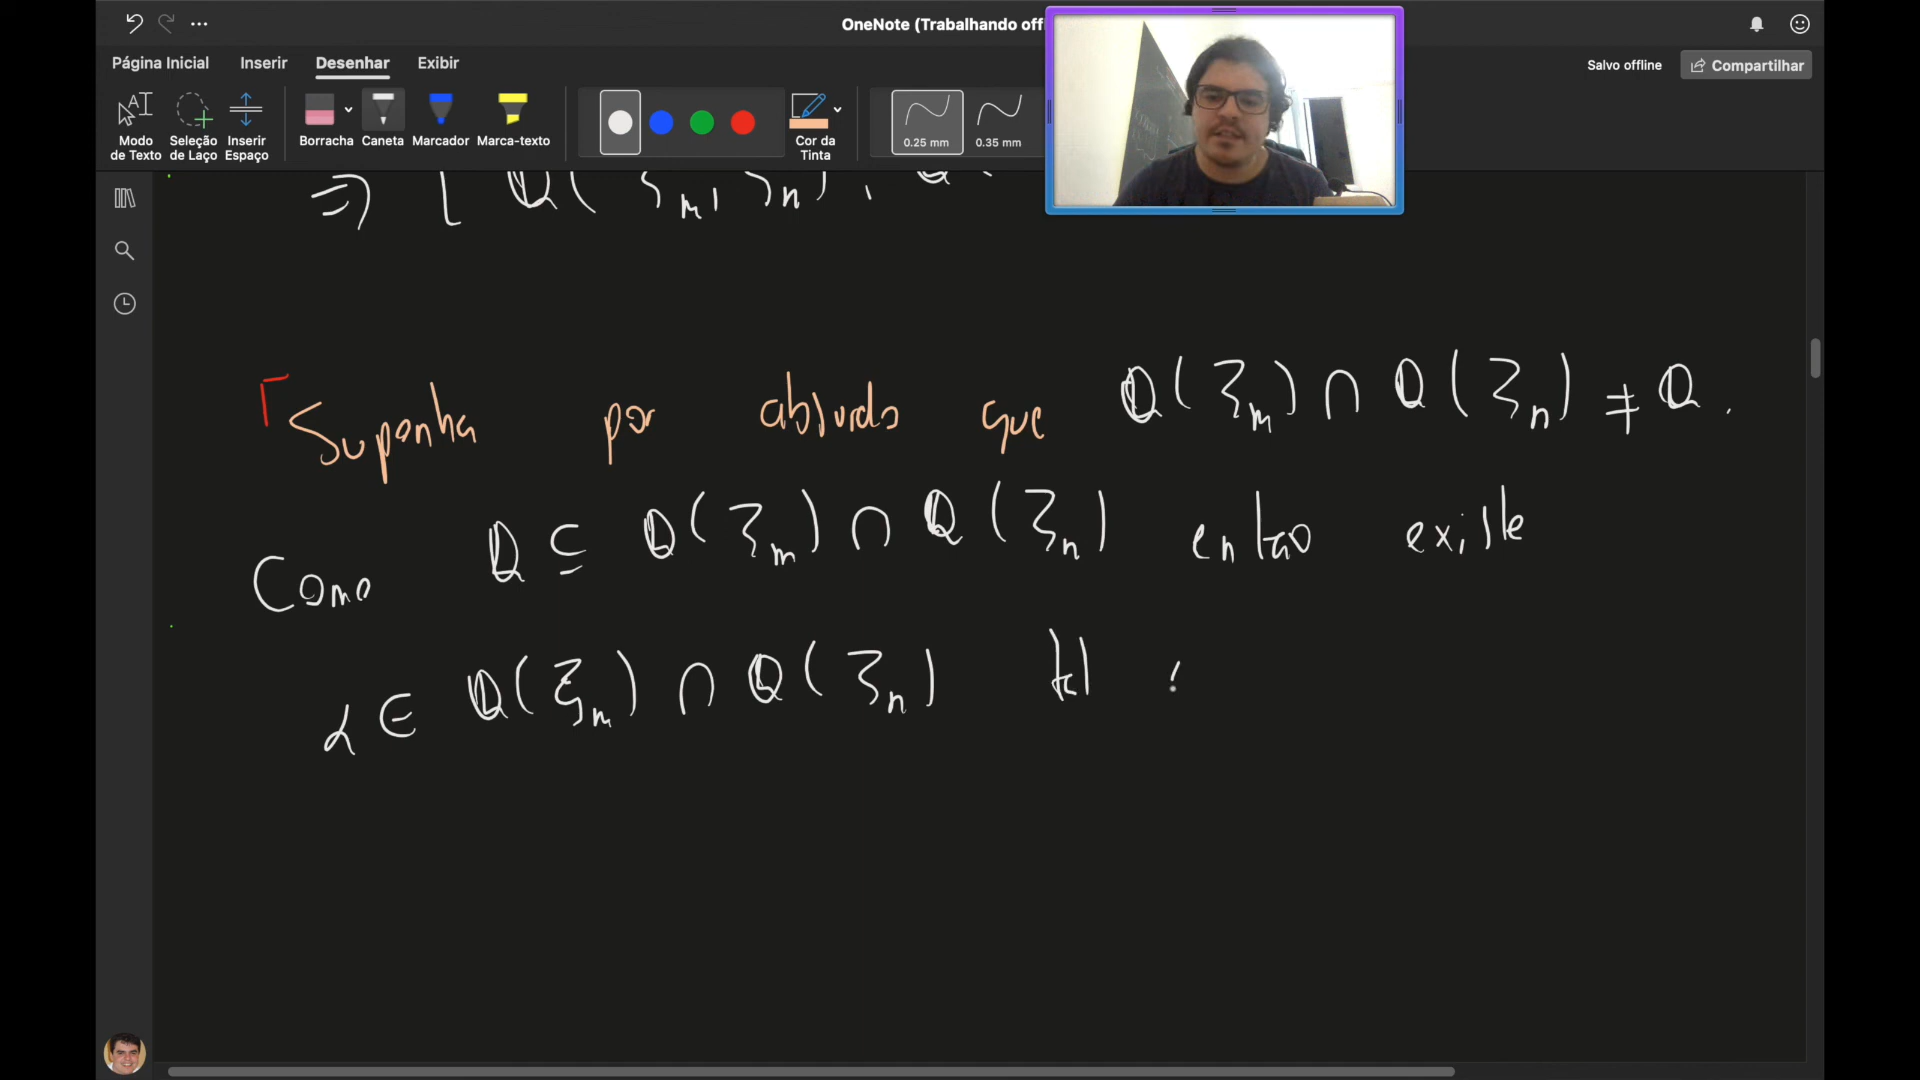 OneNote (Trabalhando off
Página Inicial Inserir Desenhar Exibir
Salvo offline Compartilhar
Modo de Texto Seleção de Laço Inserir Espaço Borracha Caneta Marcador Marca-texto Cor da Tinta 0.25 mm 0.35 mm
⇒ [ Q(ζm, ζn) : Q
Suponha por absurdo que Q(ζm) ∩ Q(ζn) ≠ Q.
Como Q ⊆ Q(ζm) ∩ Q(ζn) então existe
α ∈ Q(ζm) ∩ Q(ζn) tal